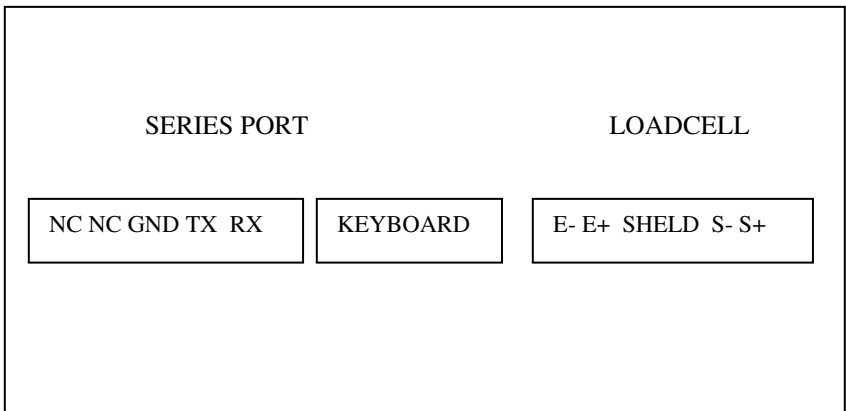 SERIES PORT LOADCELL
NC NC GND TX RX KEYBOARD E- E+ SHELD S- S+